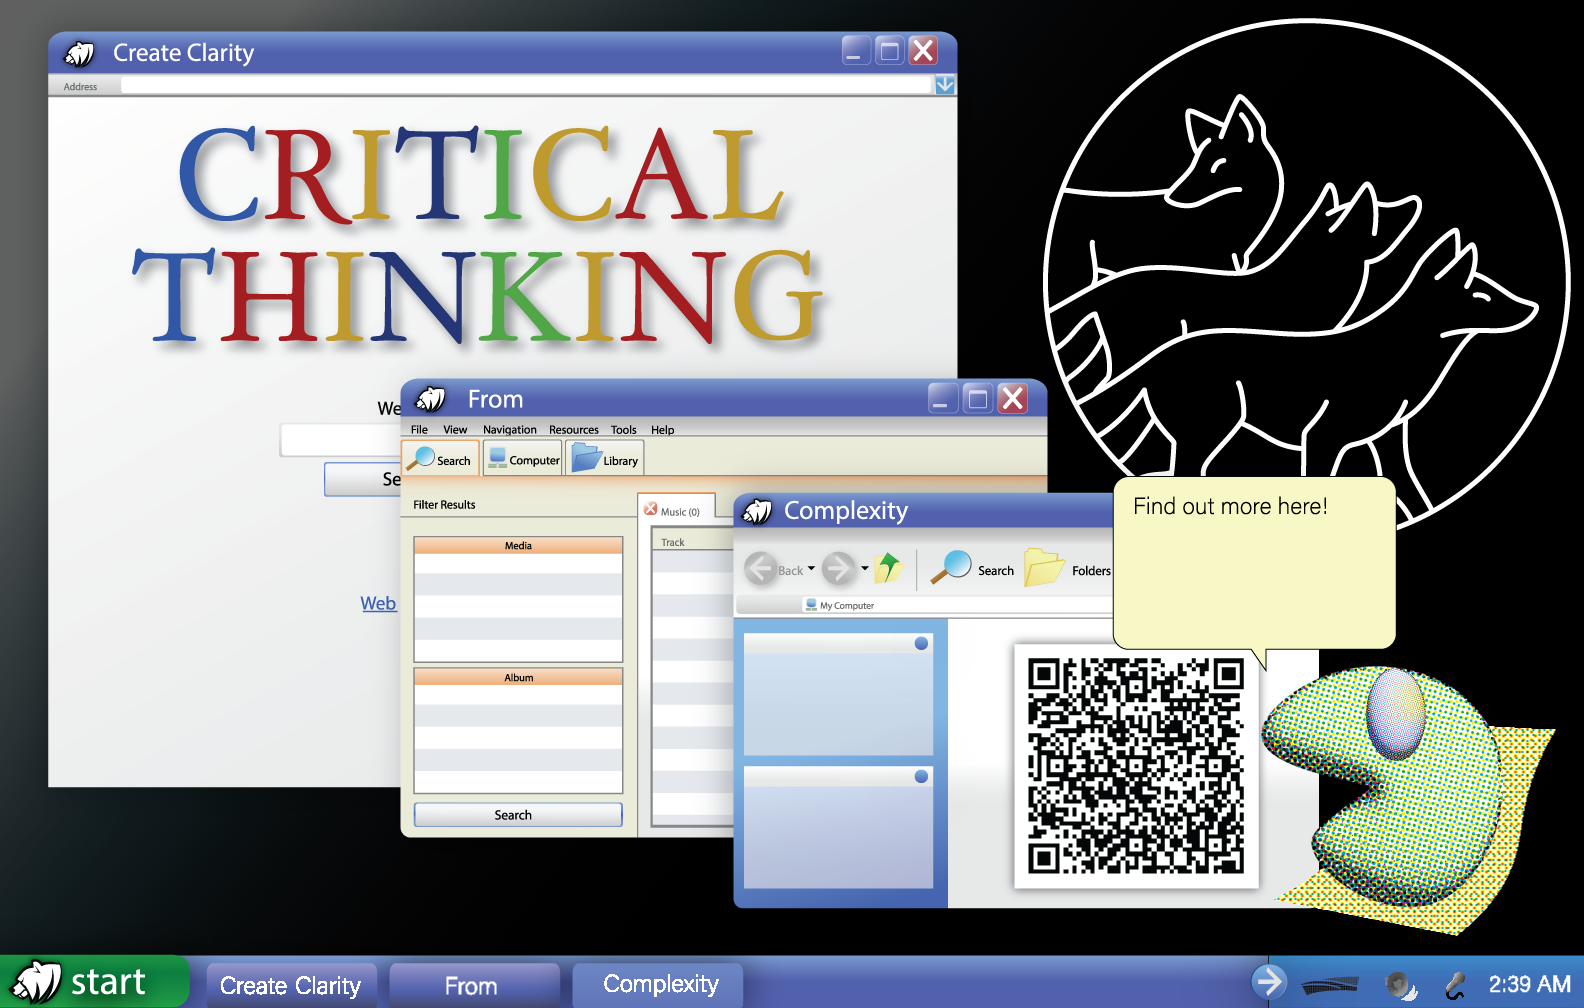 Create Clarity
Address
CRITICAL
THINKING
We
Se
Web
From
File View Navigation Resources Tools Help
Search Computer Library
Filter Results
Music (0)
Track
Media
Album
Search
Complexity
Back
Search
Folders
My Computer
Find out more here!
start
Create Clarity
From
Complexity
2:39 AM